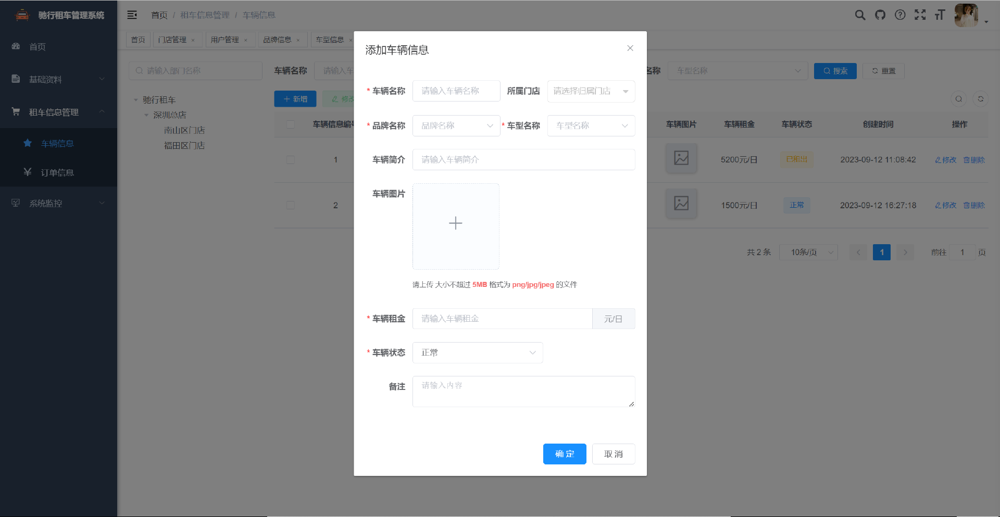 驰行租车管理系统
首页 / 租车信息管理 / 车辆信息
首页
基础资料
租车信息管理
车辆信息
订单信息
系统监控
首页
门店管理 ×
用户管理 ×
品牌信息 ×
车型信息 ×
请输入部门名称
驰行租车
深圳总店
南山区门店
福田区门店
车辆名称 请输入车
名称 车型名称
搜索
重置
新增
修改
车辆信息编号 车辆图片 车辆租金 车辆状态 创建时间 操作
1 5200元/日 已租出 2023-09-12 11:08:42 修改 删除
2 1500元/日 正常 2023-09-12 16:27:18 修改 删除
共 2 条 10条/页 1 前往 1 页
添加车辆信息
* 车辆名称 请输入车辆名称 所属门店 请选择归属门店
* 品牌名称 品牌名称 * 车型名称 车型名称
车辆简介 请输入车辆简介
车辆图片
请上传 大小不超过 5MB 格式为 png/jpg/jpeg 的文件
* 车辆租金 请输入车辆租金 元/日
* 车辆状态 正常
备注 请输入内容
确 定 取 消